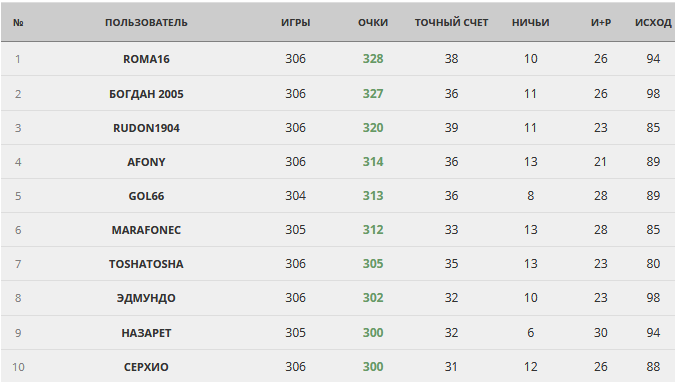 № ПОЛЬЗОВАТЕЛЬ ИГРЫ ОЧКИ ТОЧНЫЙ СЧЕТ НИЧЬИ И+Р ИСХОД
1 ROMA16 306 328 38 10 26 94
2 БОГДАН 2005 306 327 36 11 26 98
3 RUDON1904 306 320 39 11 23 85
4 AFONY 306 314 36 13 21 89
5 GOL66 304 313 36 8 28 89
6 MARAFONEC 305 312 33 13 28 85
7 TOSHATOSHA 306 305 35 13 23 80
8 ЭДМУНДО 306 302 32 10 23 98
9 НАЗАРЕТ 305 300 32 6 30 94
10 СЕРХИО 306 300 31 12 26 88